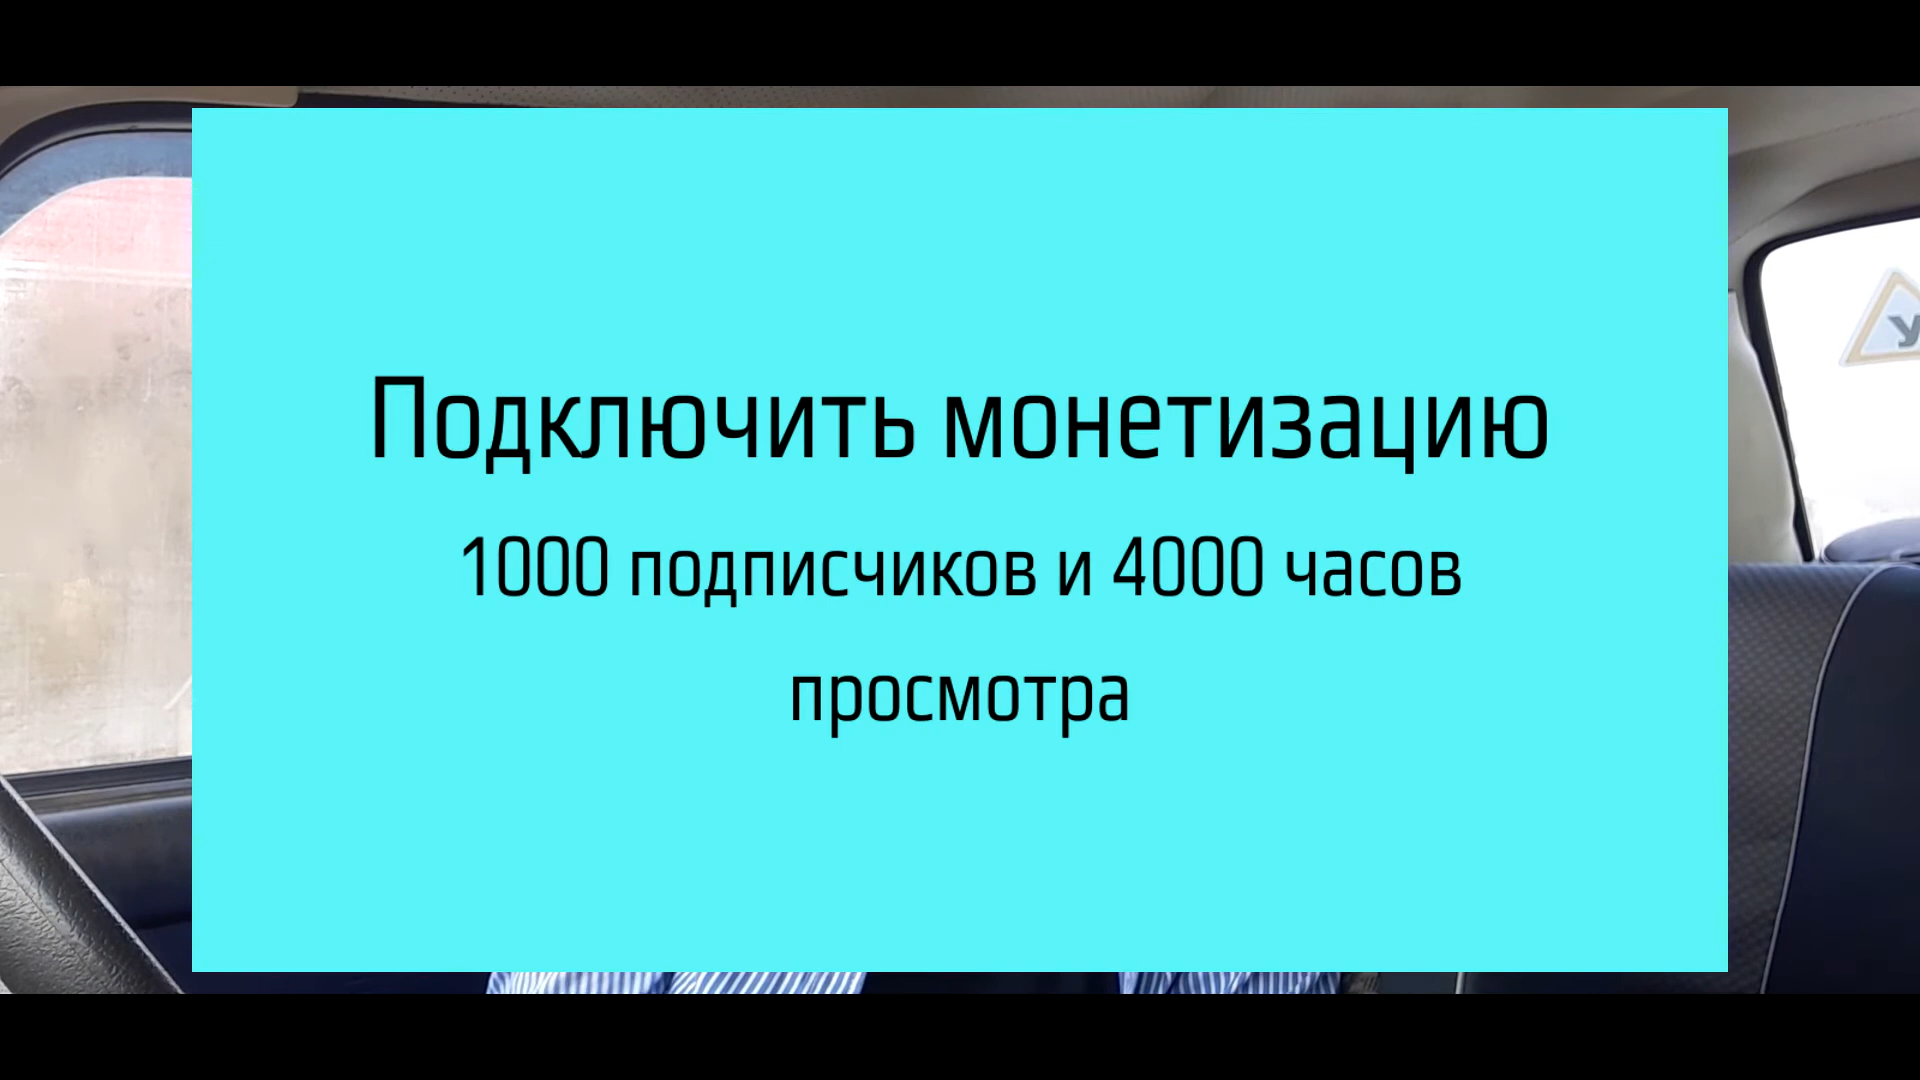 Подключить монетизацию
1000 подписчиков и 4000 часов
просмотра
У